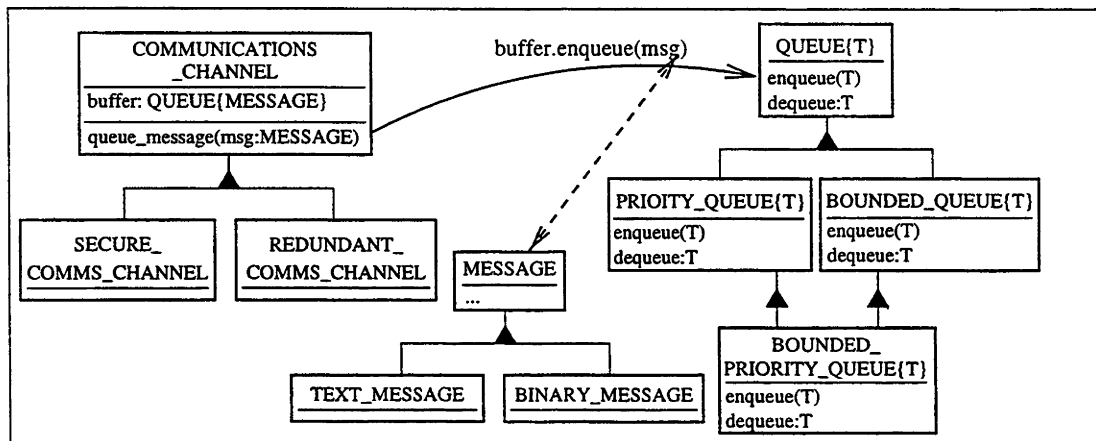 COMMUNICATIONS
_CHANNEL
buffer: QUEUE{MESSAGE}
queue_message(msg:MESSAGE)
SECURE_
COMMS_CHANNEL
REDUNDANT_
COMMS_CHANNEL
buffer.enqueue(msg)
MESSAGE
...
TEXT_MESSAGE
BINARY_MESSAGE
QUEUE{T}
enqueue(T)
dequeue:T
PRIOITY_QUEUE{T}
enqueue(T)
dequeue:T
BOUNDED_QUEUE{T}
enqueue(T)
dequeue:T
BOUNDED_
PRIORITY_QUEUE{T}
enqueue(T)
dequeue:T